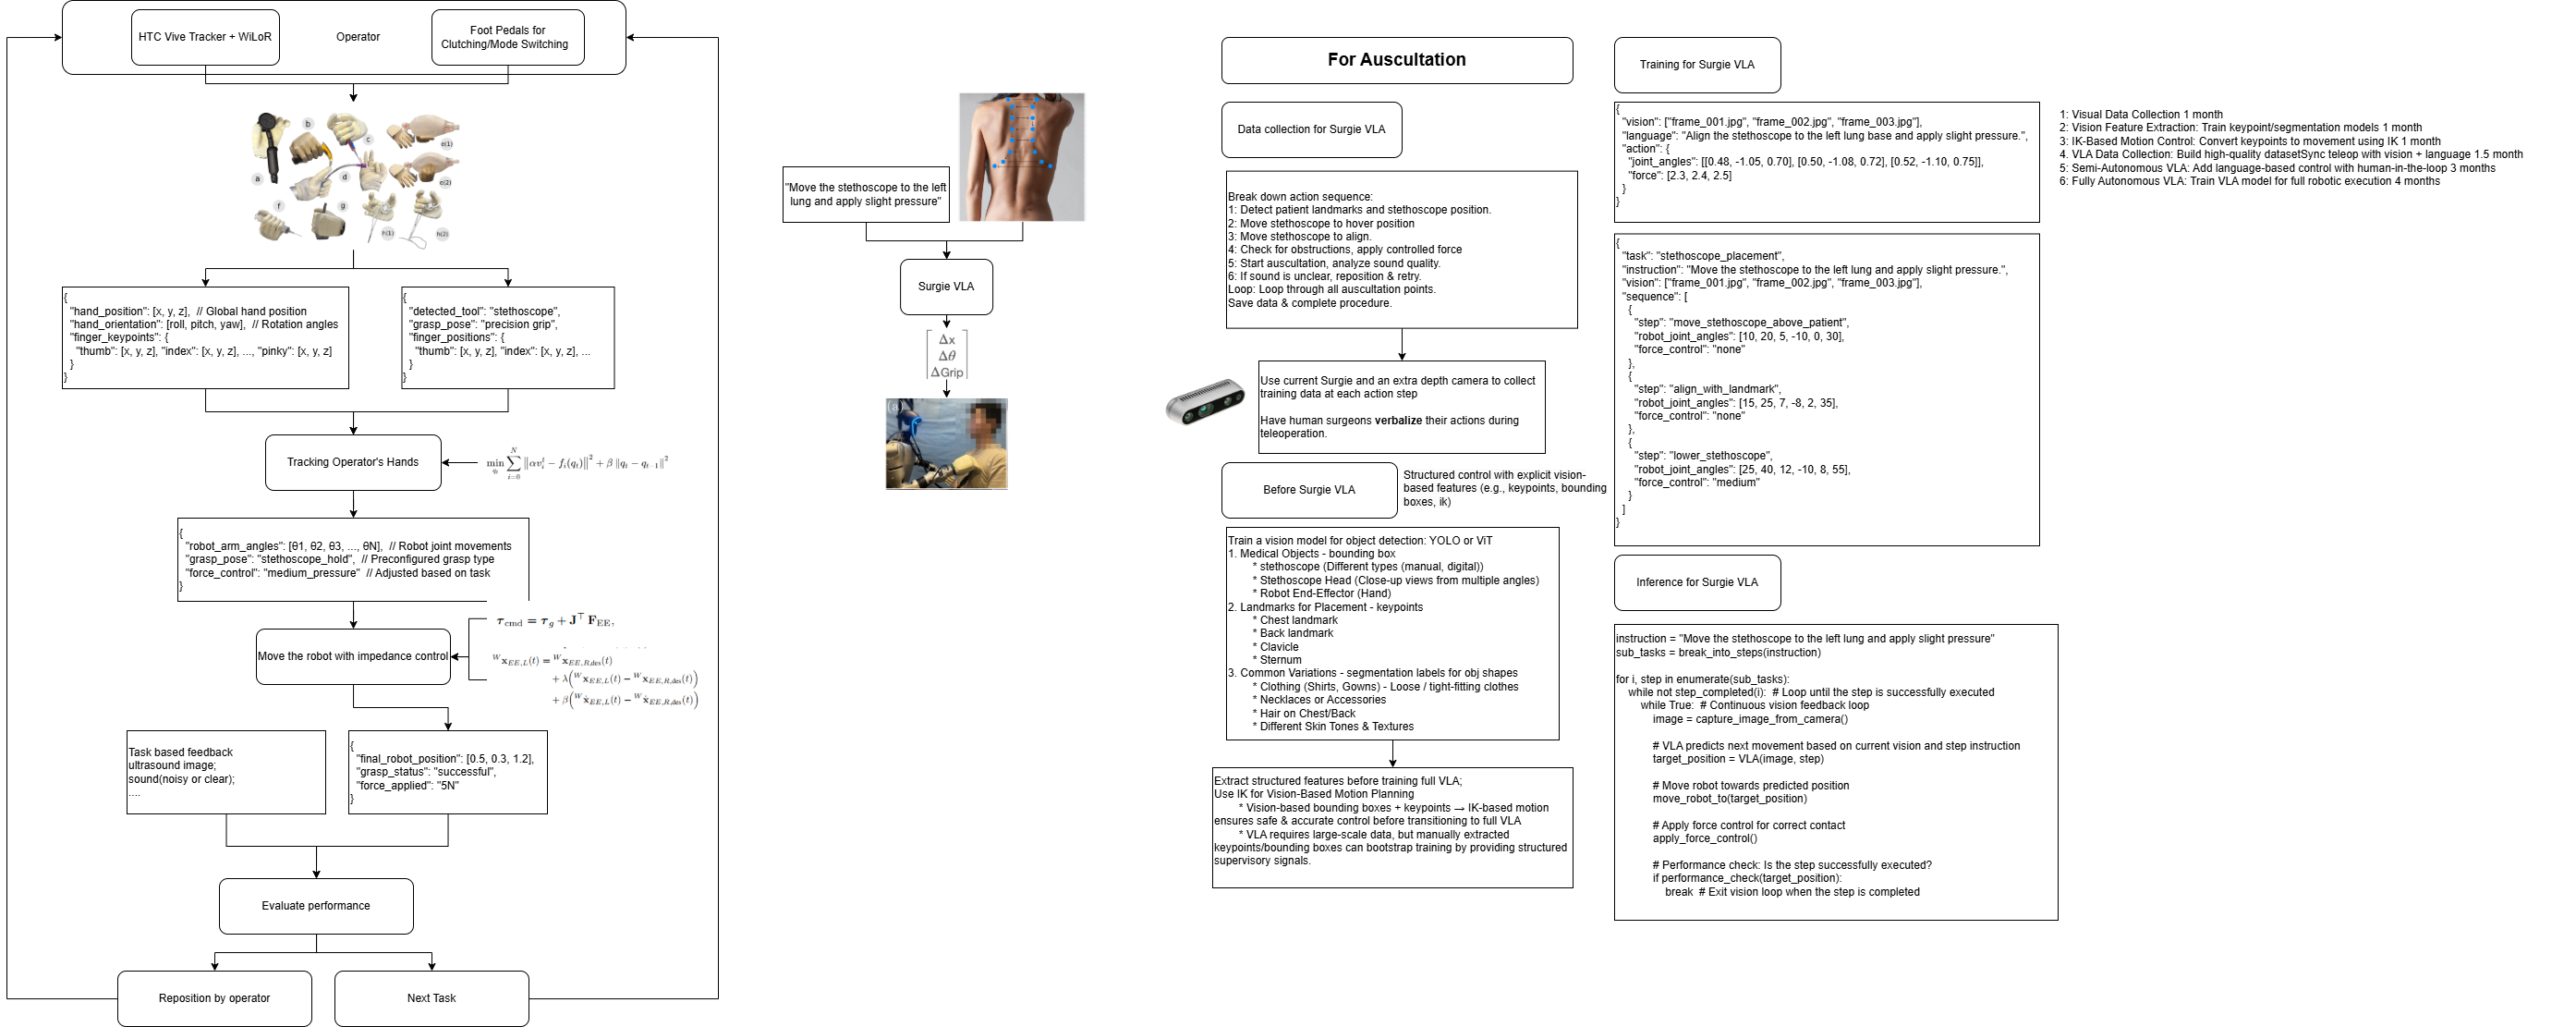 HTC Vive Tracker + WiLoR
Operator
Foot Pedals for
Clutching/Mode Switching
a
b
c
d
e(1)
e(2)
f
g
h(1)
h(2)
{
"hand_position": [x, y, z],  // Global hand position
"hand_orientation": [roll, pitch, yaw],  // Rotation angles
"finger_keypoints": {
"thumb": [x, y, z], "index": [x, y, z], ..., "pinky": [x, y, z]
}
}
{
"detected_tool": "stethoscope",
"grasp_pose": "precision grip",
"finger_positions": {
"thumb": [x, y, z], "index": [x, y, z], ...
}
}
Tracking Operator's Hands
min_{q_t} \sum_{i=0}^{N} \|αv_i^t − f_i(q_t)\|^2 + β \|q_t − q_{t−1}\|^2
{
"robot_arm_angles": [θ1, θ2, θ3, ..., θN],  // Robot joint movements
"grasp_pose": "stethoscope_hold",  // Preconfigured grasp type
"force_control": "medium_pressure"  // Adjusted based on task
}
τ_cmd = τ_g + J^⊤ F_EE,
Move the robot with impedance control
^W x_{EE,L}(t) = ^W x_{EE,R,des}(t)
+ λ(^W x_{EE,L}(t) − ^W x_{EE,R,des}(t))
+ β(^W ẋ_{EE,L}(t) − ^W ẋ_{EE,R,des}(t))
Task based feedback
ultrasound image;
sound(noisy or clear);
....
{
"final_robot_position": [0.5, 0.3, 1.2],
"grasp_status": "successful",
"force_applied": "5N"
}
Evaluate performance
Reposition by operator
Next Task
"Move the stethoscope to the left
lung and apply slight pressure"
Surgie VLA
Δx
Δθ
ΔGrip
(a)
For Auscultation
Data collection for Surgie VLA
Break down action sequence:
1: Detect patient landmarks and stethoscope position.
2: Move stethoscope to hover position
3: Move stethoscope to align.
4: Check for obstructions, apply controlled force
5: Start auscultation, analyze sound quality.
6: If sound is unclear, reposition & retry.
Loop: Loop through all auscultation points.
Save data & complete procedure.
Use current Surgie and an extra depth camera to collect
training data at each action step
Have human surgeons verbalize their actions during
teleoperation.
Before Surgie VLA
Structured control with explicit vision-
based features (e.g., keypoints, bounding
boxes, ik)
Train a vision model for object detection: YOLO or ViT
1. Medical Objects - bounding box
* stethoscope (Different types (manual, digital))
* Stethoscope Head (Close-up views from multiple angles)
* Robot End-Effector (Hand)
2. Landmarks for Placement - keypoints
* Chest landmark
* Back landmark
* Clavicle
* Sternum
3. Common Variations - segmentation labels for obj shapes
* Clothing (Shirts, Gowns) - Loose / tight-fitting clothes
* Necklaces or Accessories
* Hair on Chest/Back
* Different Skin Tones & Textures
Extract structured features before training full VLA;
Use IK for Vision-Based Motion Planning
* Vision-based bounding boxes + keypoints → IK-based motion
ensures safe & accurate control before transitioning to full VLA
* VLA requires large-scale data, but manually extracted
keypoints/bounding boxes can bootstrap training by providing structured
supervisory signals.
Training for Surgie VLA
{
"vision": ["frame_001.jpg", "frame_002.jpg", "frame_003.jpg"],
"language": "Align the stethoscope to the left lung base and apply slight pressure.",
"action": {
"joint_angles": [[0.48, -1.05, 0.70], [0.50, -1.08, 0.72], [0.52, -1.10, 0.75]],
"force": [2.3, 2.4, 2.5]
}
}
{
"task": "stethoscope_placement",
"instruction": "Move the stethoscope to the left lung and apply slight pressure.",
"vision": ["frame_001.jpg", "frame_002.jpg", "frame_003.jpg"],
"sequence": [
{
"step": "move_stethoscope_above_patient",
"robot_joint_angles": [10, 20, 5, -10, 0, 30],
"force_control": "none"
},
{
"step": "align_with_landmark",
"robot_joint_angles": [15, 25, 7, -8, 2, 35],
"force_control": "none"
},
{
"step": "lower_stethoscope",
"robot_joint_angles": [25, 40, 12, -10, 8, 55],
"force_control": "medium"
}
]
}
Inference for Surgie VLA
instruction = "Move the stethoscope to the left lung and apply slight pressure"
sub_tasks = break_into_steps(instruction)
for i, step in enumerate(sub_tasks):
while not step_completed(i):  # Loop until the step is successfully executed
while True:  # Continuous vision feedback loop
image = capture_image_from_camera()
# VLA predicts next movement based on current vision and step instruction
target_position = VLA(image, step)
# Move robot towards predicted position
move_robot_to(target_position)
# Apply force control for correct contact
apply_force_control()
# Performance check: Is the step successfully executed?
if performance_check(target_position):
break  # Exit vision loop when the step is completed
1: Visual Data Collection 1 month
2: Vision Feature Extraction: Train keypoint/segmentation models 1 month
3: IK-Based Motion Control: Convert keypoints to movement using IK 1 month
4. VLA Data Collection: Build high-quality datasetSync teleop with vision + language 1.5 month
5: Semi-Autonomous VLA: Add language-based control with human-in-the-loop 3 months
6: Fully Autonomous VLA: Train VLA model for full robotic execution 4 months